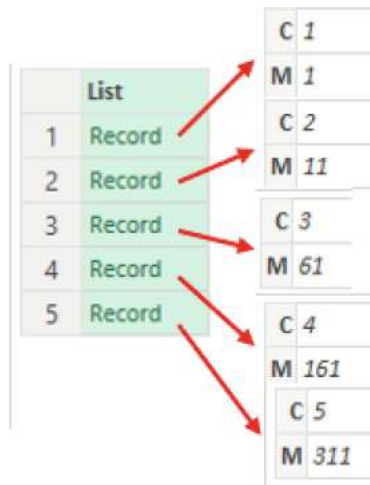 List
1 Record
2 Record
3 Record
4 Record
5 Record
C 1
M 1
C 2
M 11
C 3
M 61
C 4
M 161
C 5
M 311